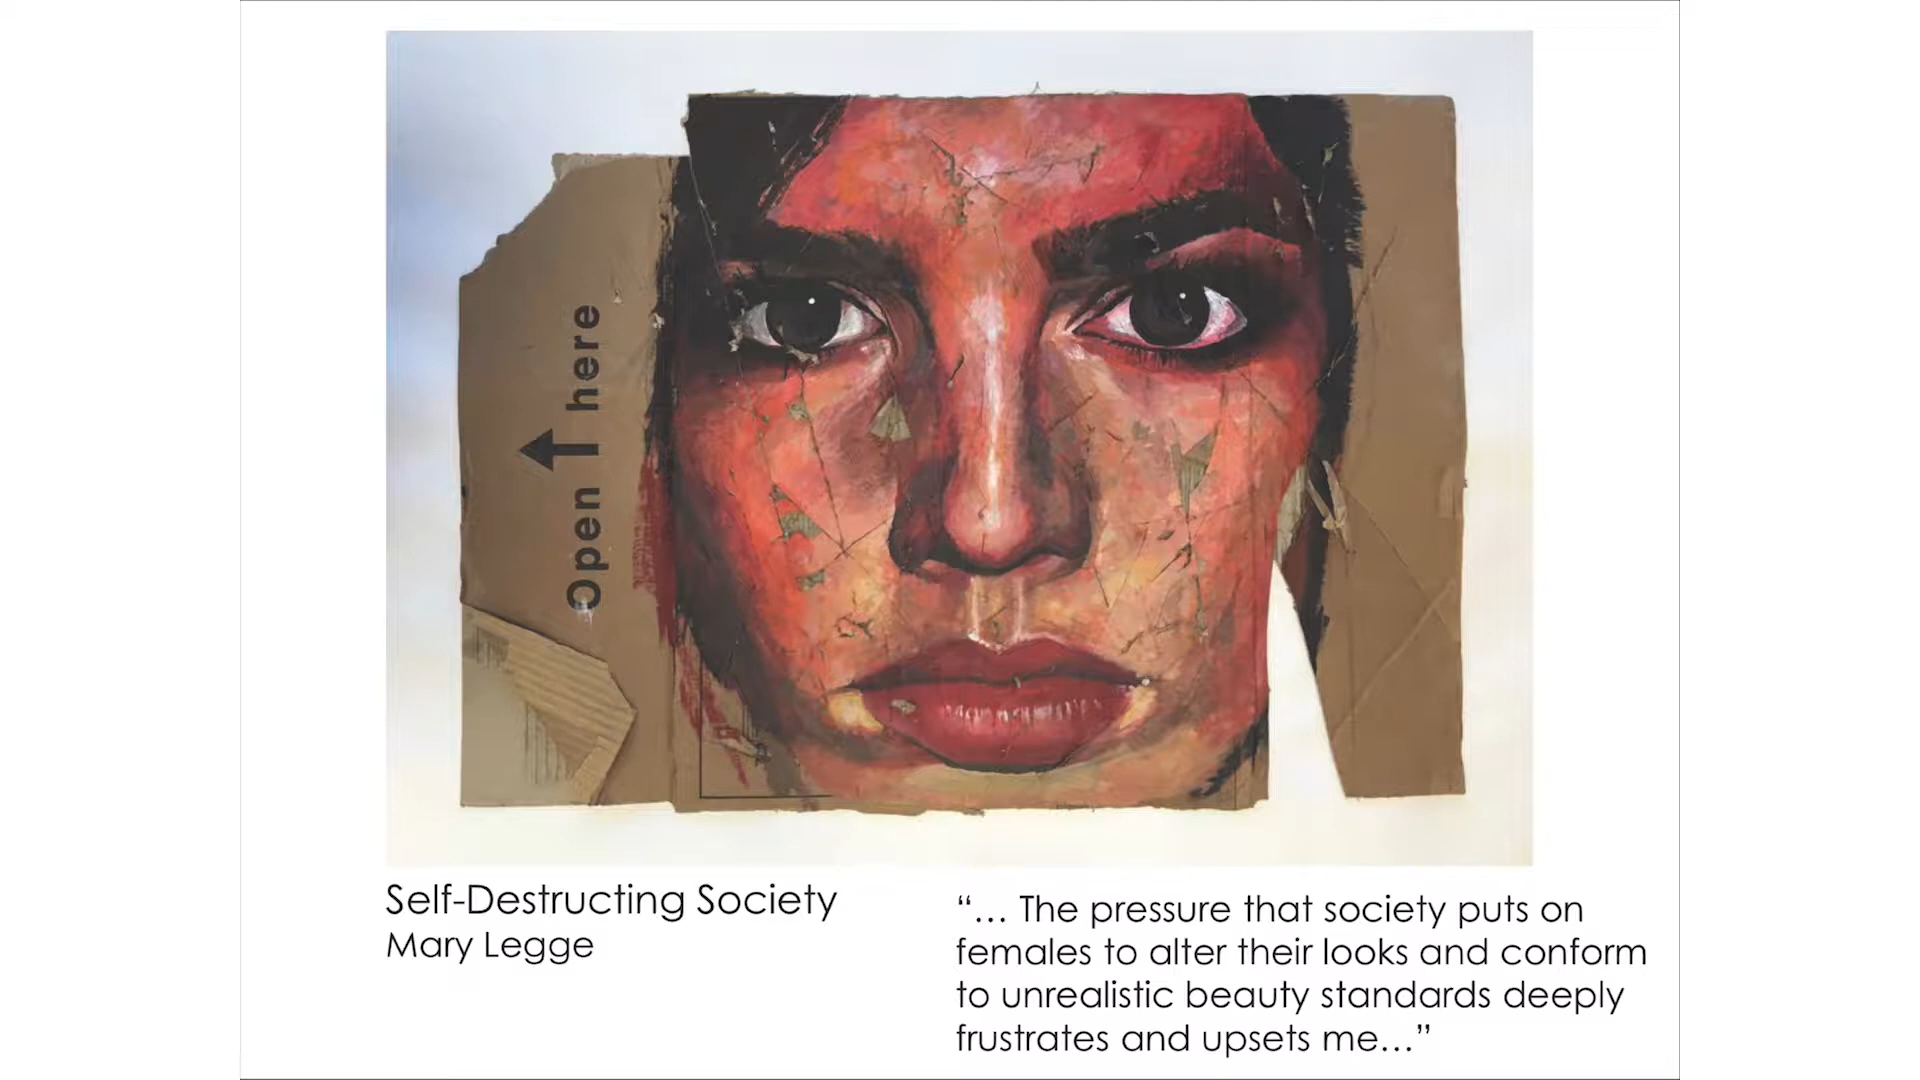 Open here
Self-Destructing Society
Mary Legge
“... The pressure that society puts on
females to alter their looks and conform
to unrealistic beauty standards deeply
frustrates and upsets me...”